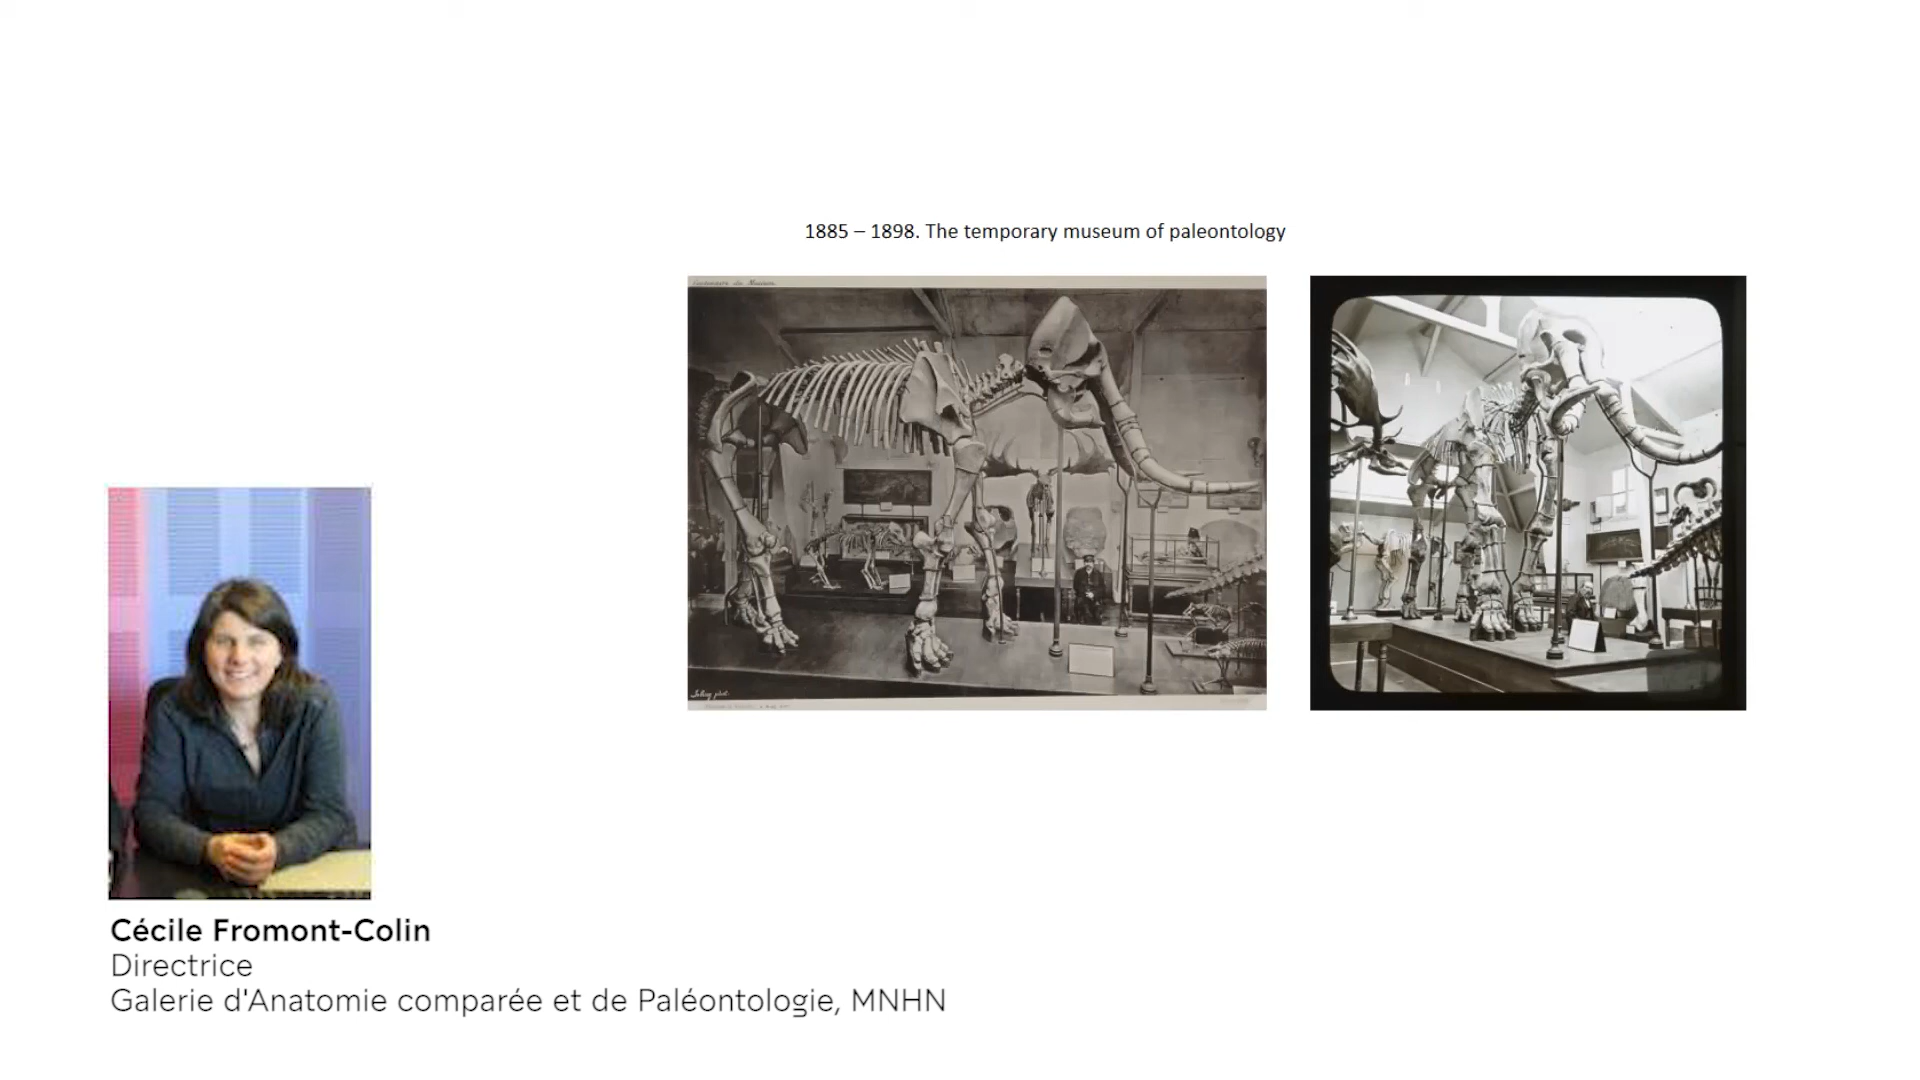 1885 – 1898. The temporary museum of paleontology
Cécile Fromont-Colin
Directrice
Galerie d'Anatomie comparée et de Paléontologie, MNHN